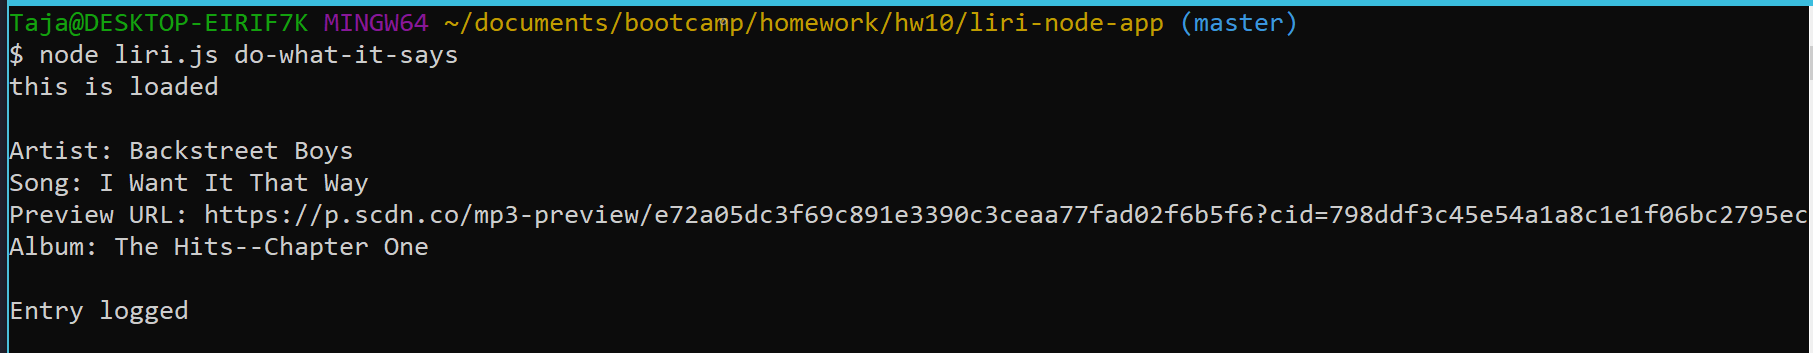 Taja@DESKTOP-EIRIF7K MINGW64 ~/documents/bootcamp/homework/hw10/liri-node-app (master)
$ node liri.js do-what-it-says
this is loaded
Artist: Backstreet Boys
Song: I Want It That Way
Preview URL: https://p.scdn.co/mp3-preview/e72a05dc3f69c891e3390c3ceaa77fad02f6b5f6?cid=798ddf3c45e54a1a8c1e1f06bc2795ec
Album: The Hits--Chapter One
Entry logged